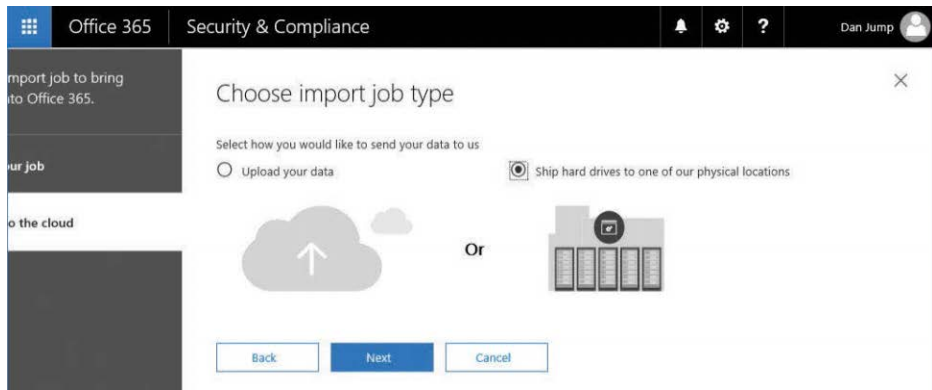 Office 365 Security & Compliance ? Dan Jump
mport job to bring
to Office 365.
Choose import job type
Select how you would like to send your data to us
ur job
Upload your data
Ship hard drives to one of our physical locations
o the cloud
Or
Back Next Cancel